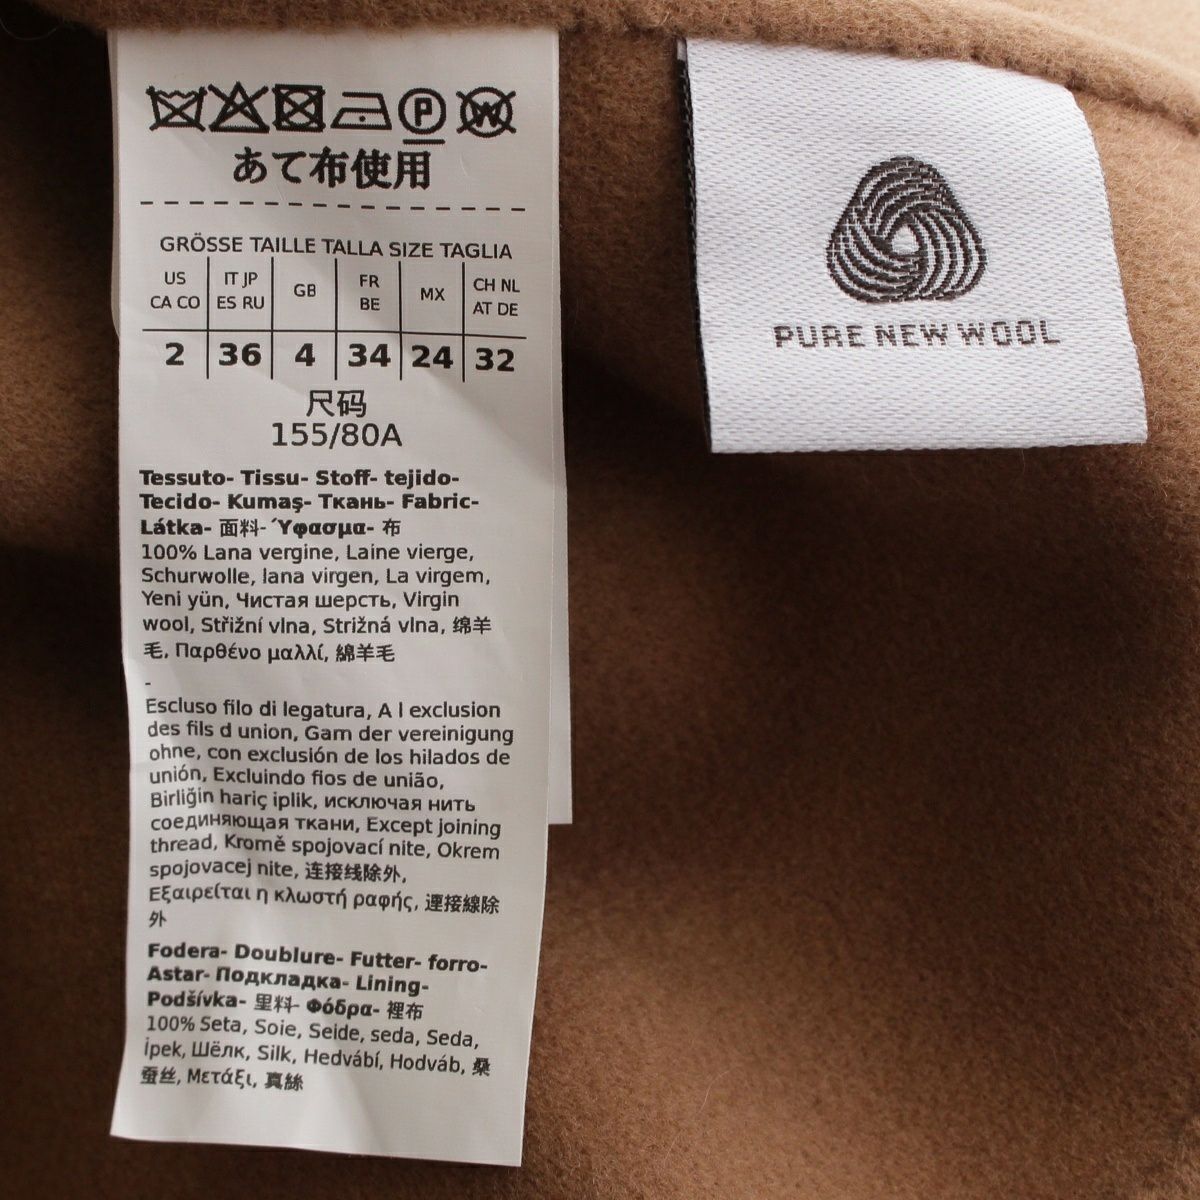 P W
あて布使用
GRÖSSE TAILLE TALLA SIZE TAGLIA
US CA CO
IT JP ES RU
GB
FR BE
MX
CH NL AT DE
2 36 4 34 24 32
尺码
155/80A
Tessuto- Tissu- Stoff- tejido-
Tecido- Kumaş- Ткань- Fabric-
Látka- 面料- Ύφασμα- 布
100% Lana vergine, Laine vierge,
Schurwolle, lana virgen, La virgem,
Yeni yün, Чистая шерсть, Virgin
wool, Střižní vlna, Strižná vlna, 绵羊
毛, Παρθένο μαλλί, 綿羊毛
-
Escluso filo di legatura, A l exclusion
des fils d union, Garn der vereinigung
ohne, con exclusión de los hilados de
unión, Excluindo fios de união,
Birliğin hariç iplik, исключая нить
соединяющая ткани, Except joining
thread, Kromě spojovací nite, Okrem
spojovacej nite, 连接线除外,
Εξαιρείται η κλωστή ραφής, 連接線除
外
Fodera- Doublure- Futter- forro-
Astar- Подкладка- Lining-
Podšívka- 里料- Φόδρα- 裡布
100% Seta, Soie, Seide, seda, Seda,
İpek, Шёлк, Silk, Hedvábí, Hodváb, 桑
蚕丝, Μετάξι, 真絲
PURE NEW WOOL